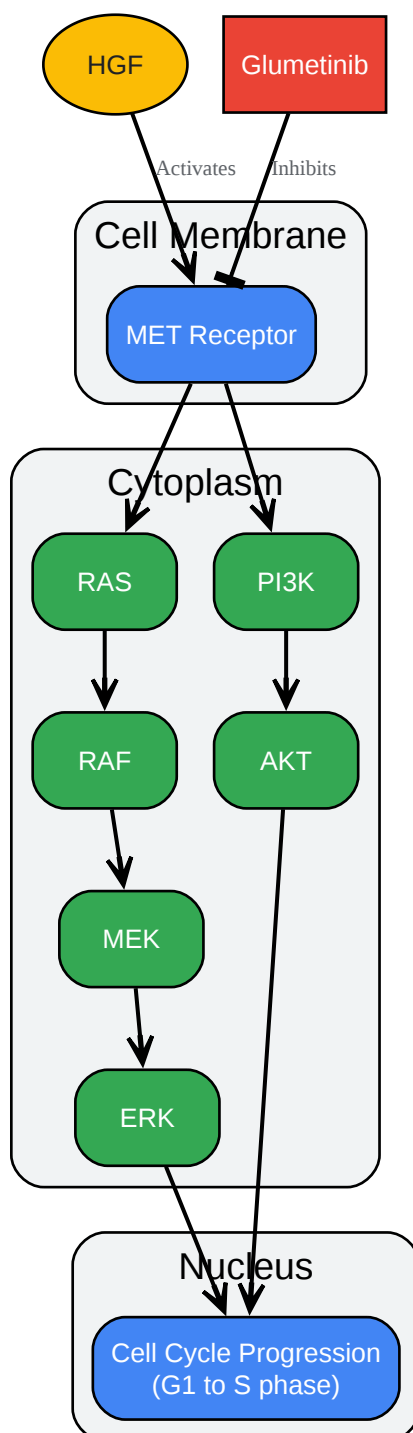 HGF
Glumetinib
Activates
Inhibits
Cell Membrane
MET Receptor
Cytoplasm
RAS
PI3K
RAF
AKT
MEK
ERK
Nucleus
Cell Cycle Progression
(G1 to S phase)